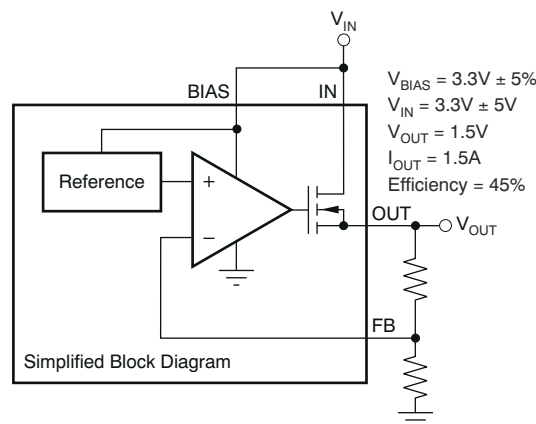 V_IN
BIAS
IN
V_BIAS = 3.3V ± 5%
V_IN = 3.3V ± 5V
V_OUT = 1.5V
I_OUT = 1.5A
Efficiency = 45%
Reference
+
−
OUT
V_OUT
FB
Simplified Block Diagram